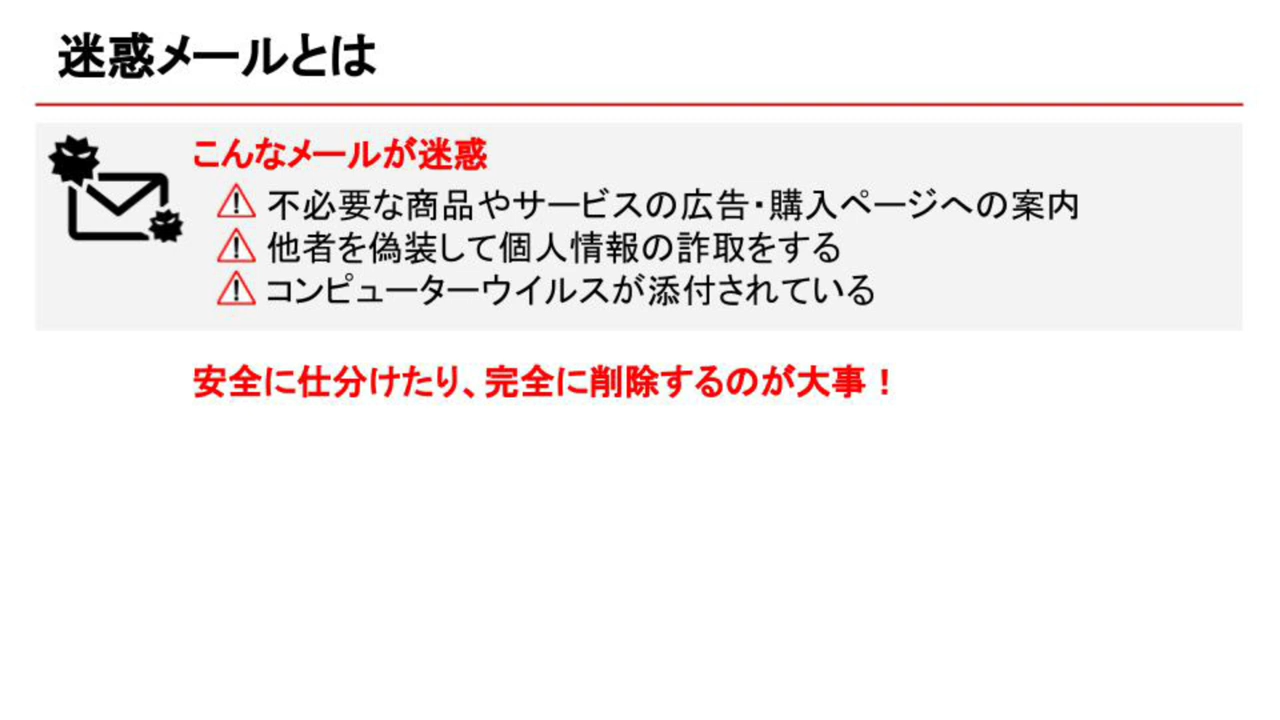 迷惑メールとは
こんなメールが迷惑
不必要な商品やサービスの広告・購入ページへの案内
他者を偽装して個人情報の詐取をする
コンピューターウイルスが添付されている
安全に仕分けたり、完全に削除するのが大事！